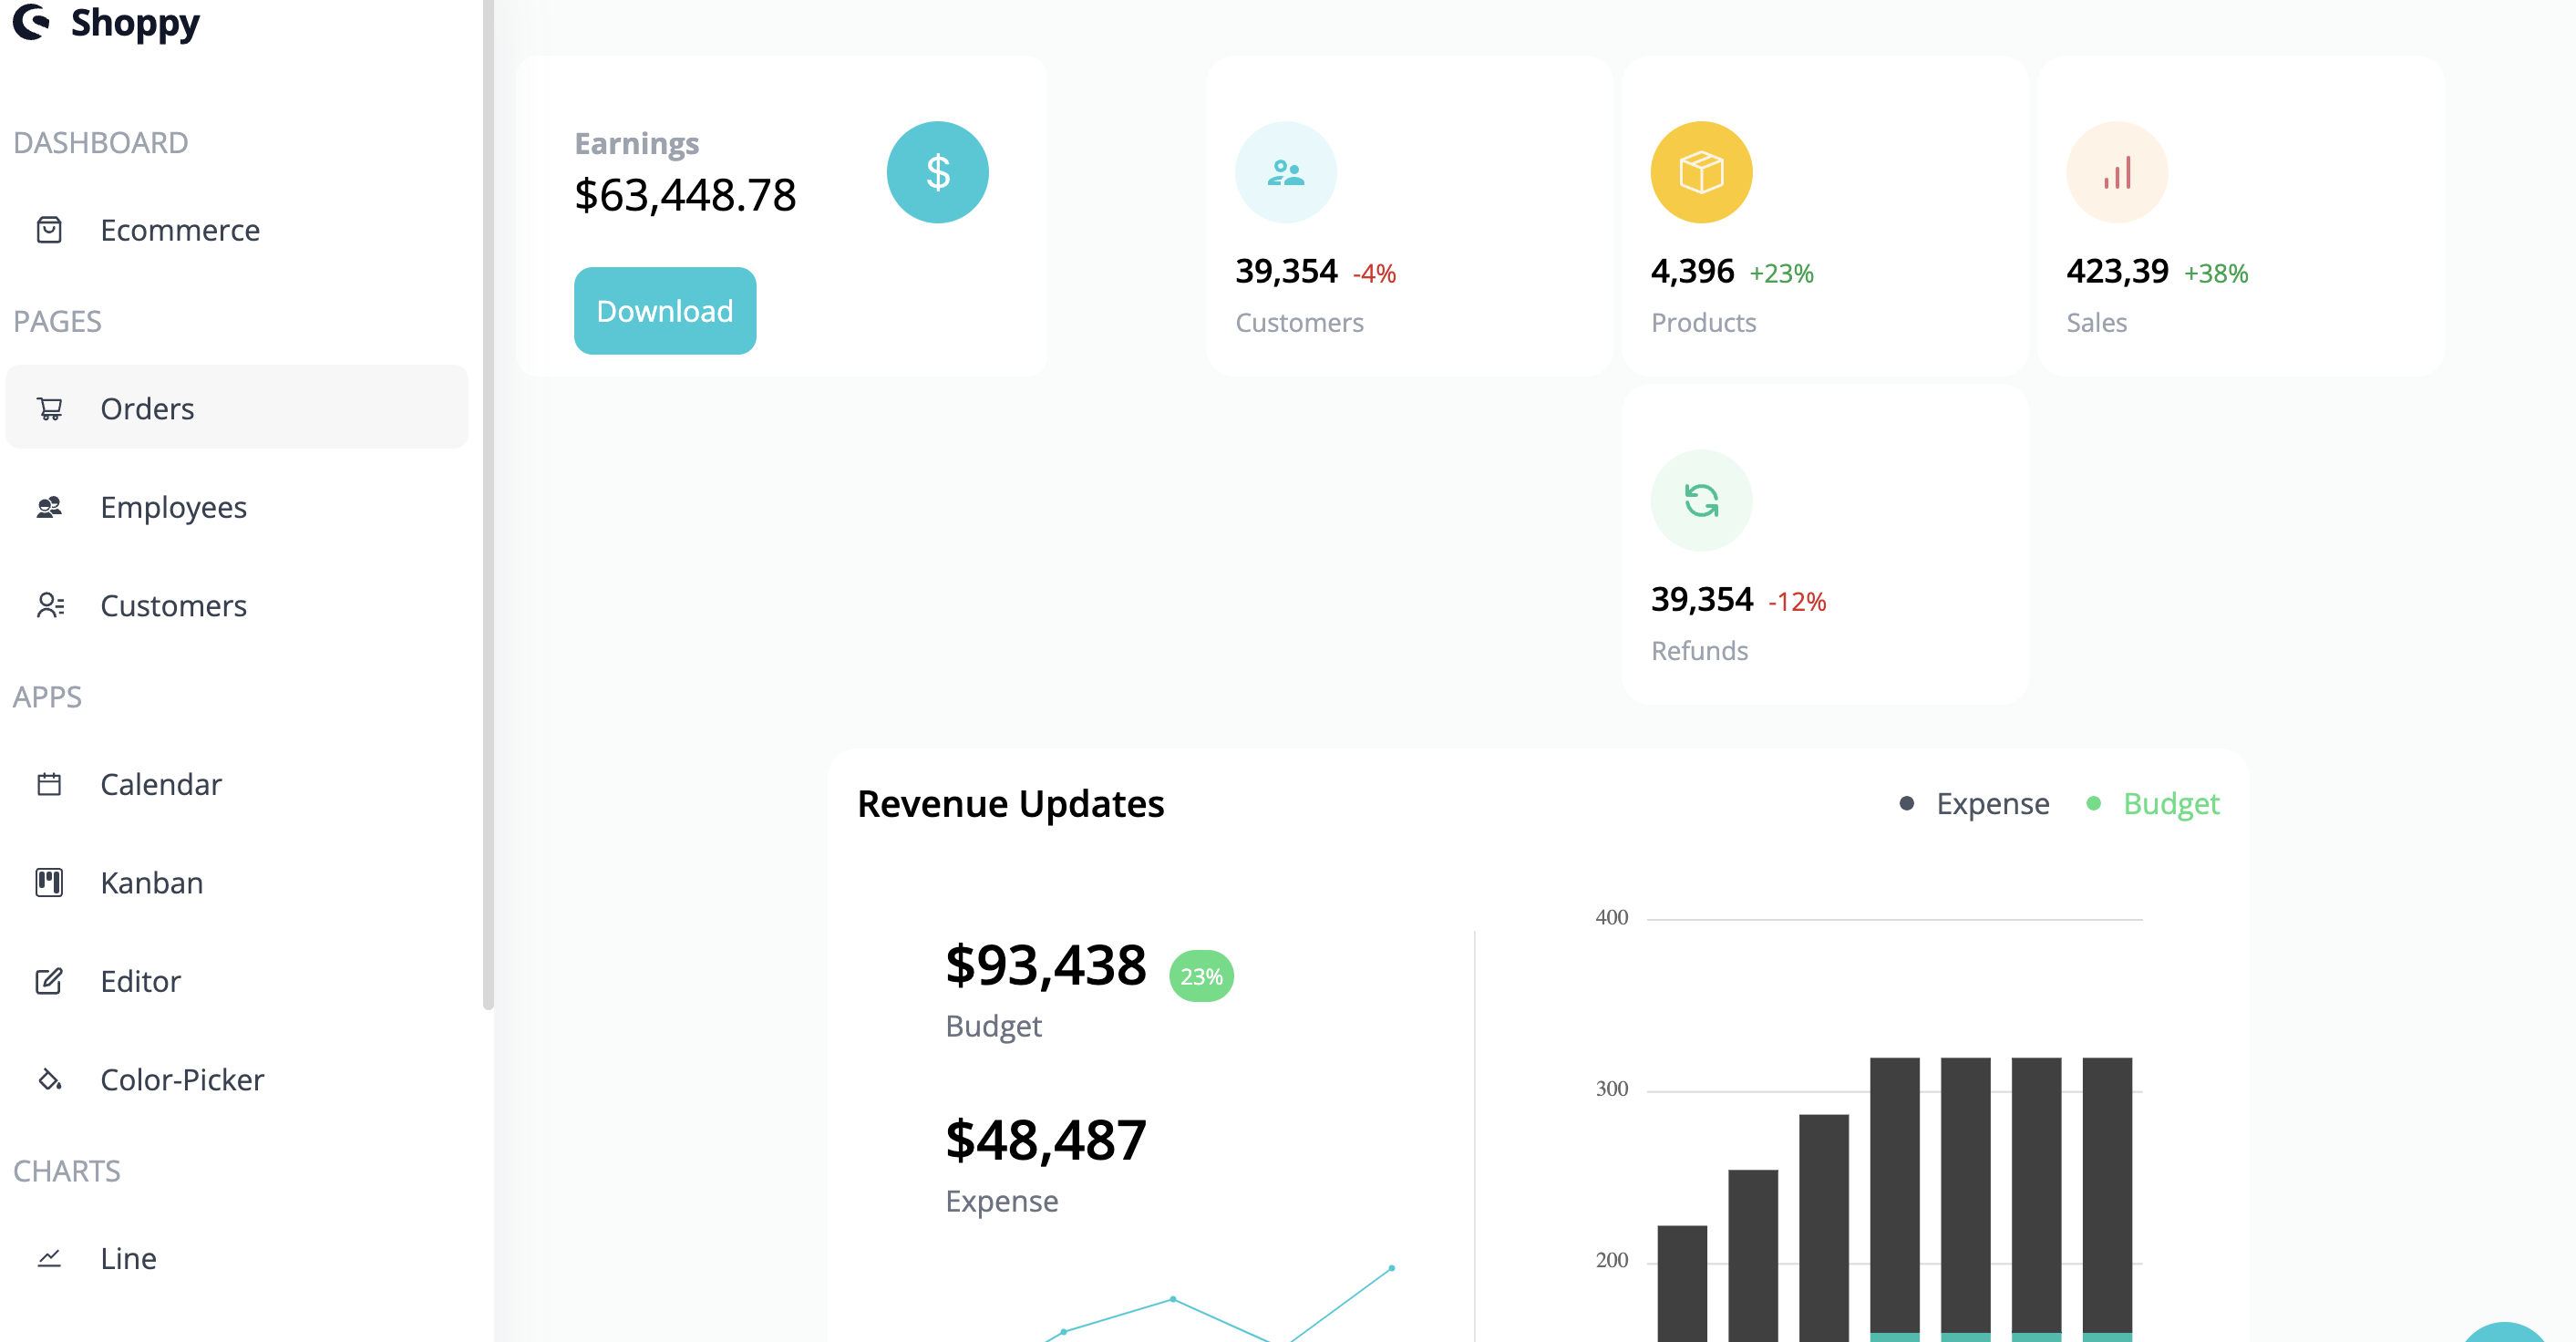 Shoppy
DASHBOARD
Ecommerce
PAGES
Orders
Employees
Customers
APPS
Calendar
Kanban
Editor
Color-Picker
CHARTS
Line
Earnings
$63,448.78
$
Download
39,354 -4%
Customers
4,396 +23%
Products
423,39 +38%
Sales
39,354 -12%
Refunds
Revenue Updates
Expense Budget
$93,438 23%
Budget
$48,487
Expense
400
300
200